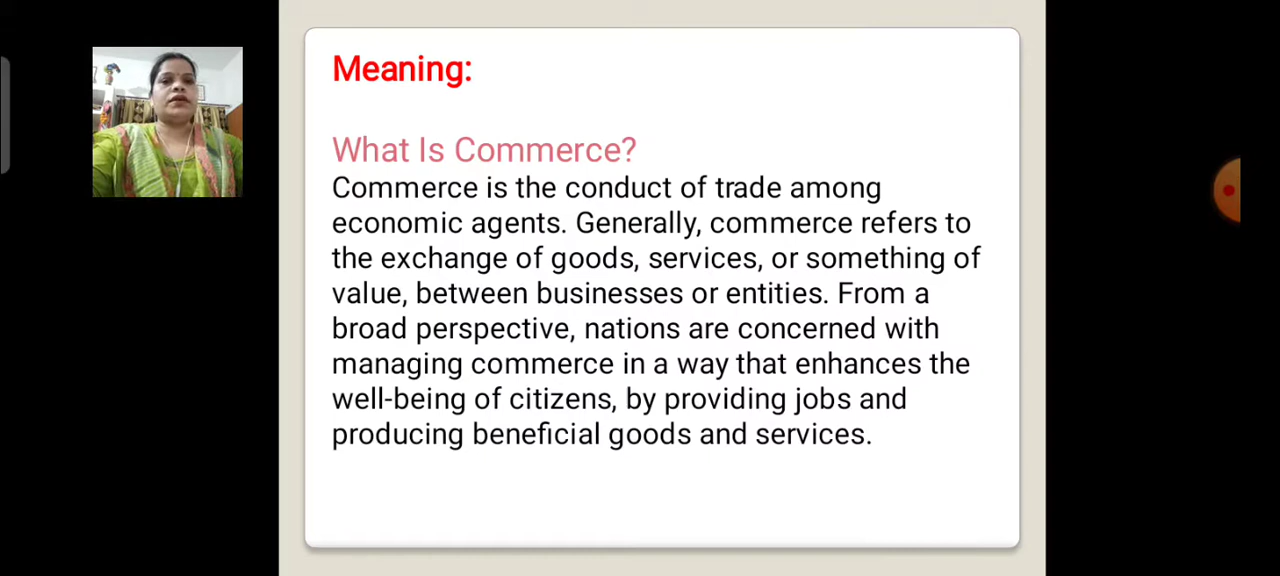 Meaning:
What Is Commerce?
Commerce is the conduct of trade among
economic agents. Generally, commerce refers to
the exchange of goods, services, or something of
value, between businesses or entities. From a
broad perspective, nations are concerned with
managing commerce in a way that enhances the
well-being of citizens, by providing jobs and
producing beneficial goods and services.